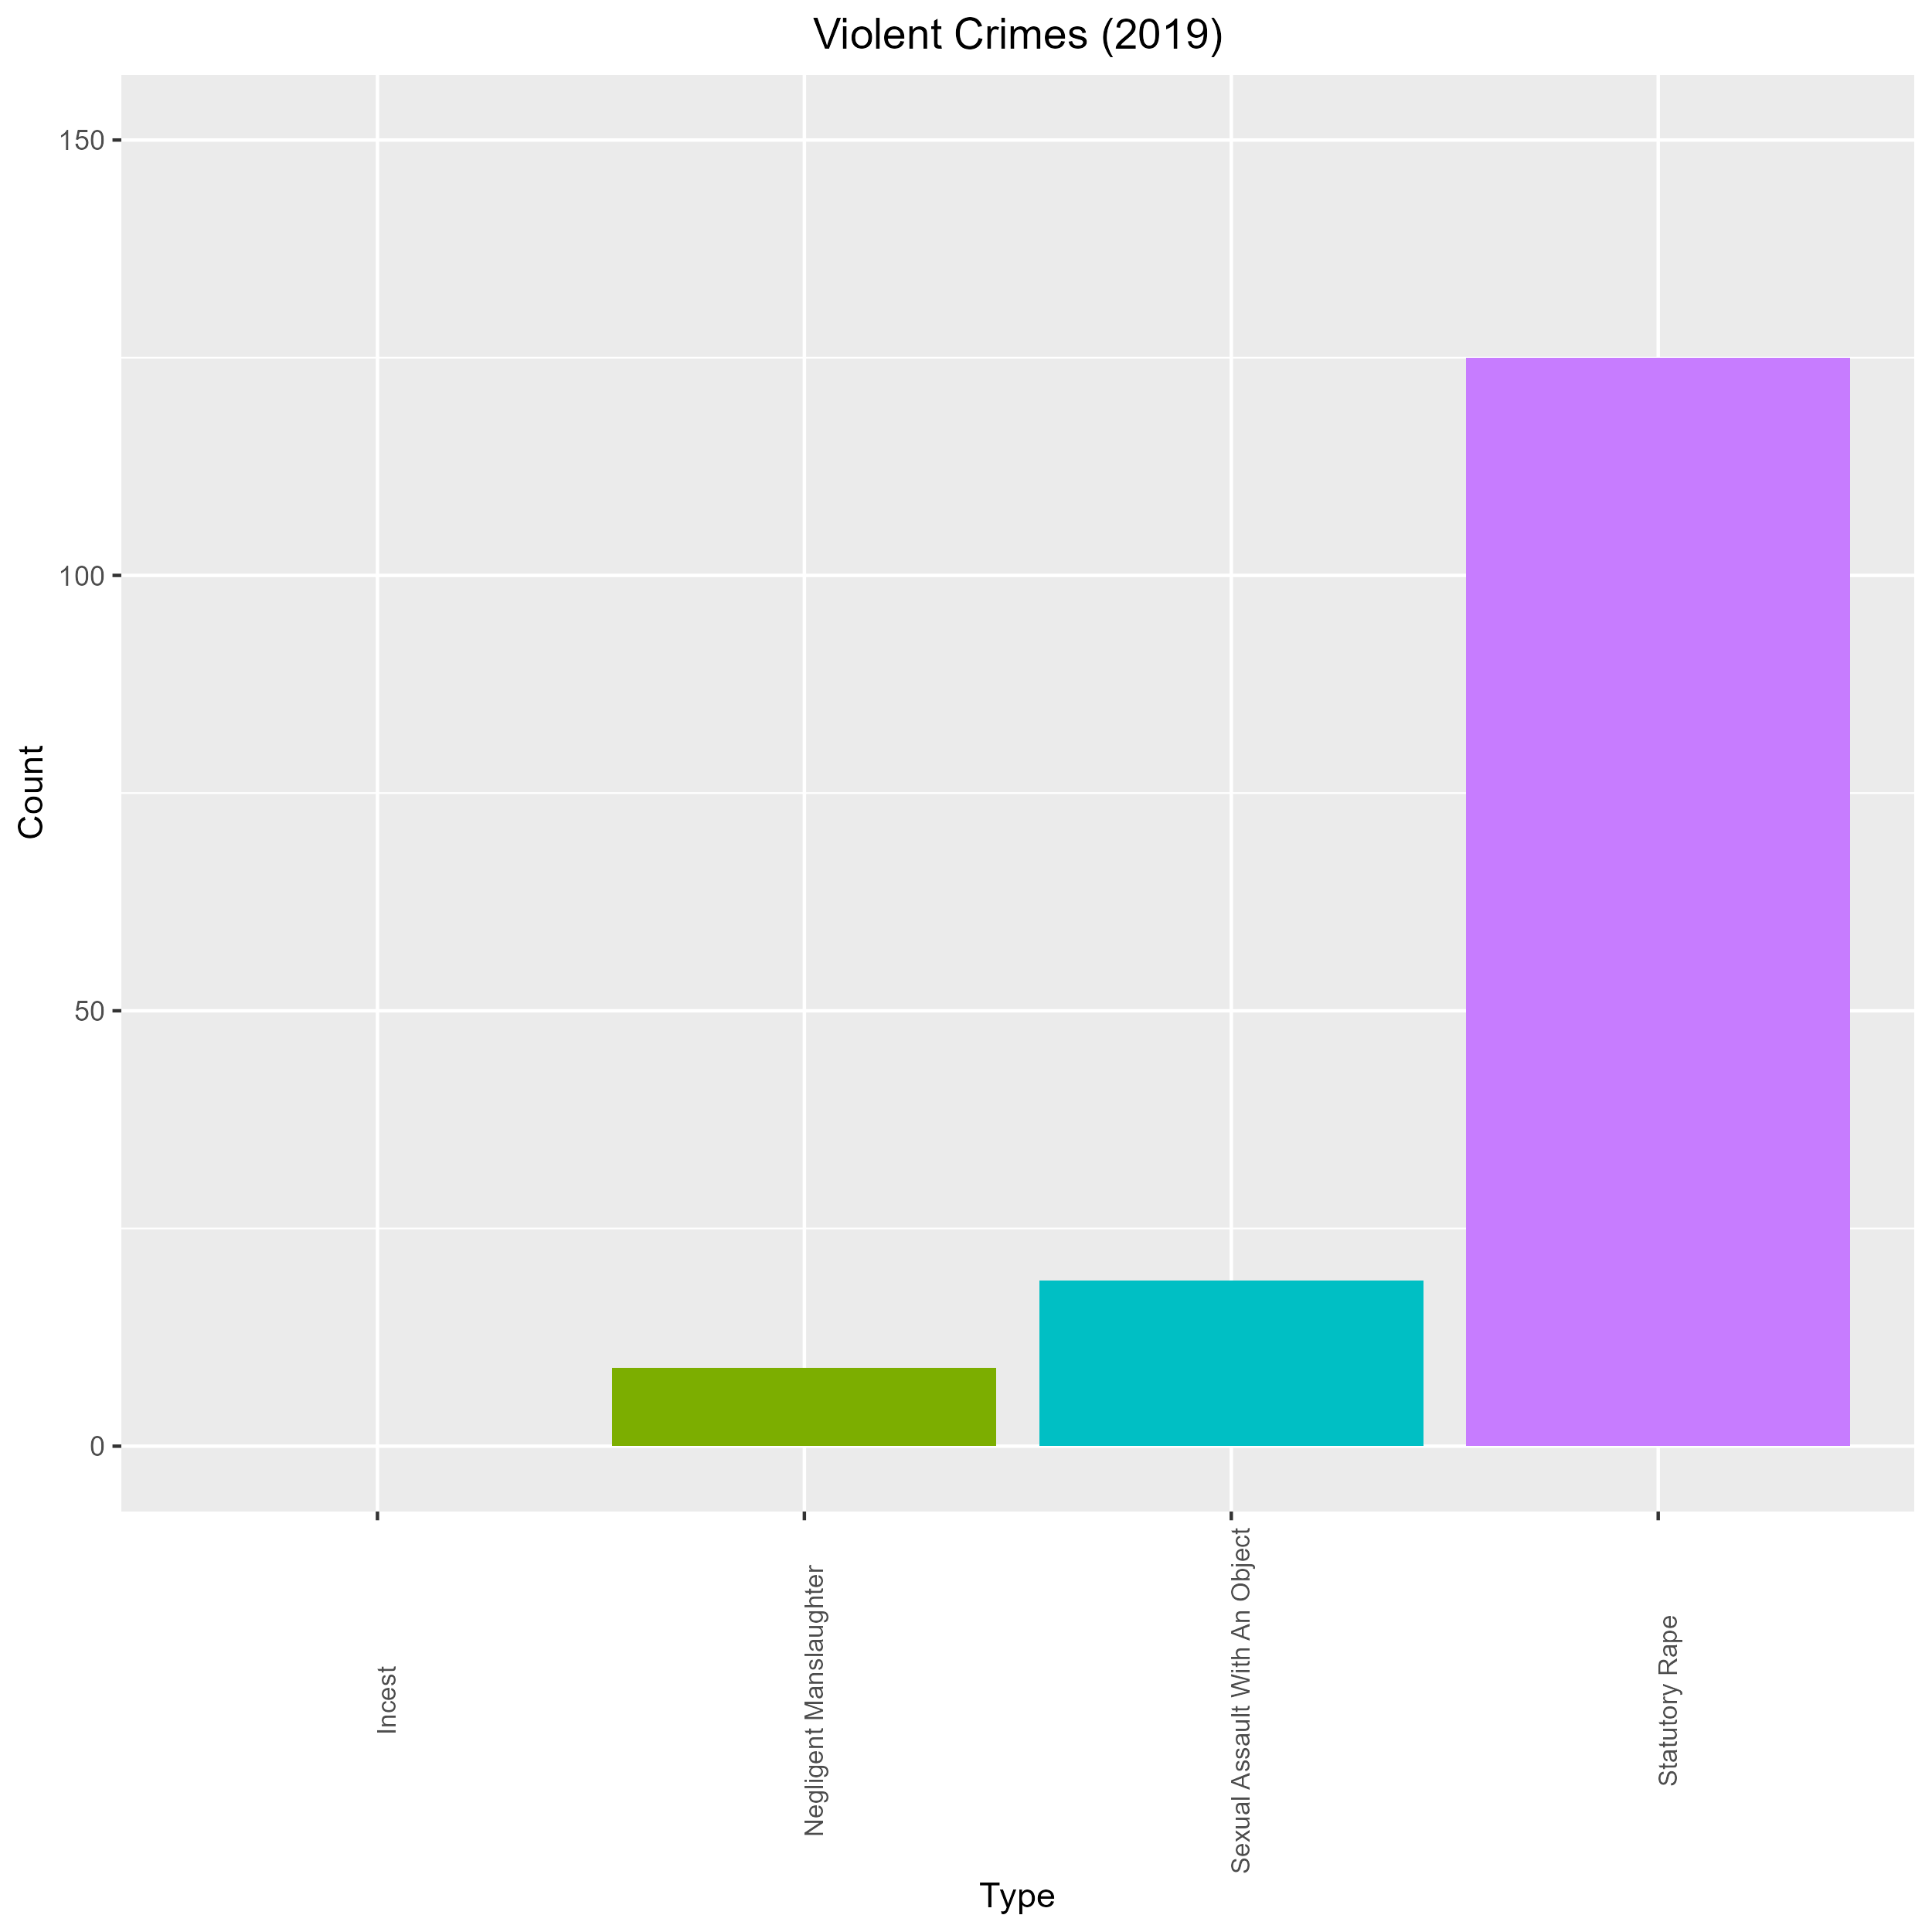 Violent Crimes (2019)
150
100
50
0
Count
Incest
Negligent Manslaughter
Sexual Assault With An Object
Statutory Rape
Type